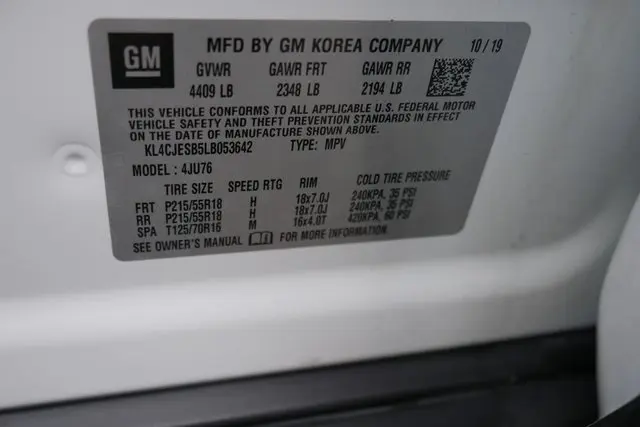 GM
MFD BY GM KOREA COMPANY 10 / 19
GVWR GAWR FRT GAWR RR
4409 LB 2348 LB 2194 LB
THIS VEHICLE CONFORMS TO ALL APPLICABLE U.S. FEDERAL MOTOR
VEHICLE SAFETY AND THEFT PREVENTION STANDARDS IN EFFECT
ON THE DATE OF MANUFACTURE SHOWN ABOVE.
KL4CJESB5LB053642 TYPE: MPV
MODEL : 4JU76
TIRE SIZE SPEED RTG RIM COLD TIRE PRESSURE
FRT P215/55R18 H 18x7.0J 240KPA, 35 PSI
RR P215/55R18 H 18x7.0J 240KPA, 35 PSI
SPA T125/70R16 M 16x4.0T 420KPA, 60 PSI
SEE OWNER'S MANUAL FOR MORE INFORMATION.